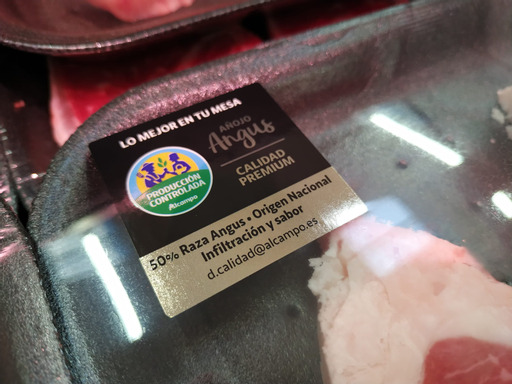 LO MEJOR EN TU MESA
AÑOJO
Angus
CALIDAD
PREMIUM
PRODUCCIÓN
CONTROLADA
Alcampo
50% Raza Angus • Origen Nacional
Infiltración y sabor
d.calidad@alcampo.es